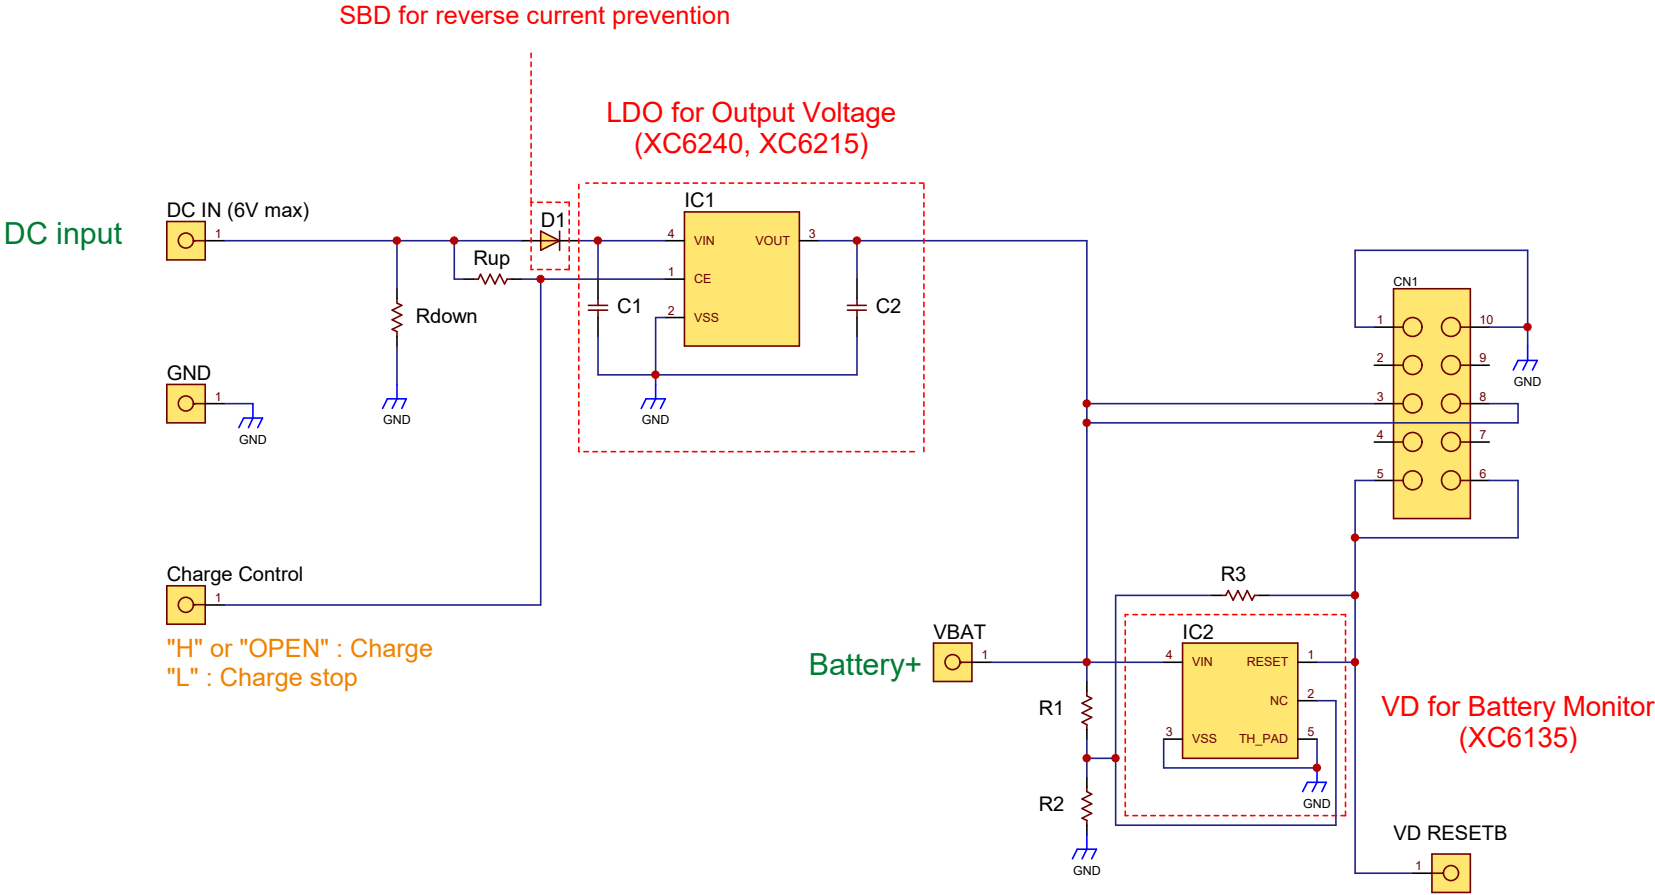 SBD for reverse current prevention
LDO for Output Voltage
(XC6240, XC6215)
DC input
DC IN (6V max)
1
D1
IC1
4
VIN
VOUT
3
Rup
1
CE
C1
2
VSS
C2
Rdown
GND
GND
GND
1
GND
CN1
1
10
2
9
GND
3
8
4
7
5
6
Charge Control
1
"H" or "OPEN" : Charge
"L" : Charge stop
R3
Battery+
VBAT
1
IC2
4
VIN
RESET
1
NC
2
R1
3
VSS
TH_PAD
5
VD for Battery Monitor
(XC6135)
R2
GND
GND
VD RESETB
1